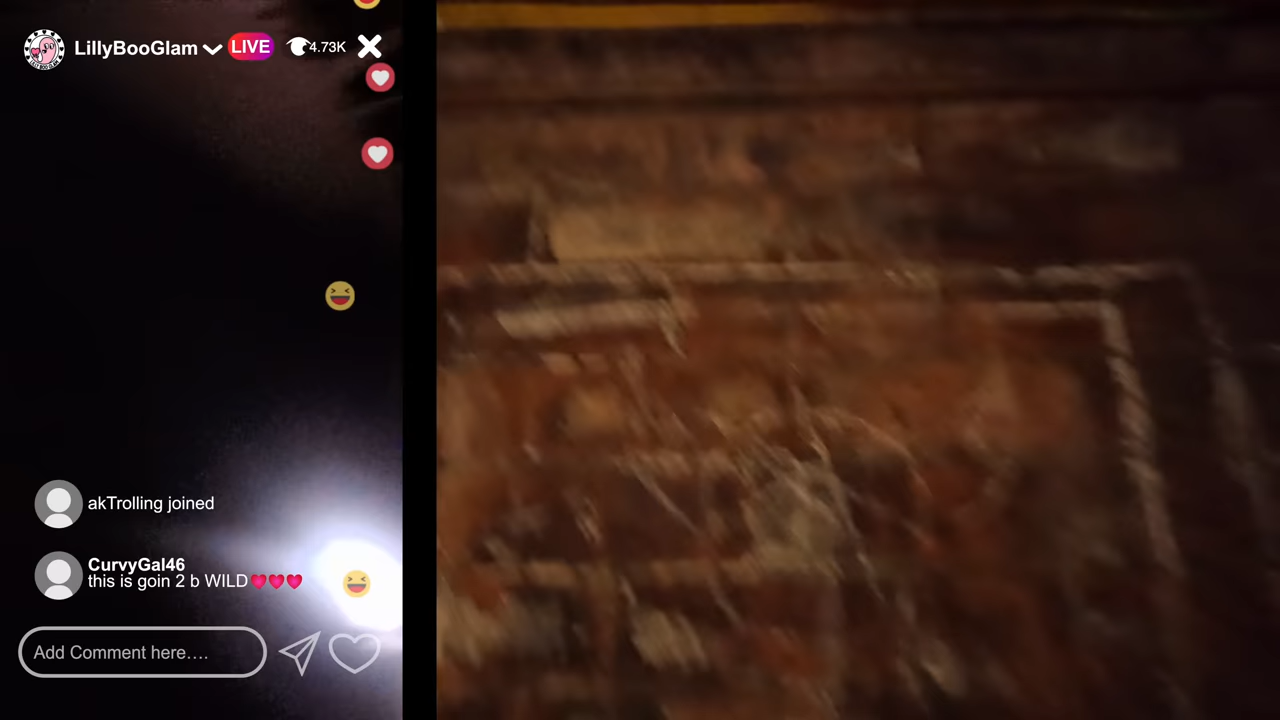 LillyBooGlam
LIVE
4.73K
akTrolling joined
CurvyGal46
this is goin 2 b WILD❤❤❤
Add Comment here….